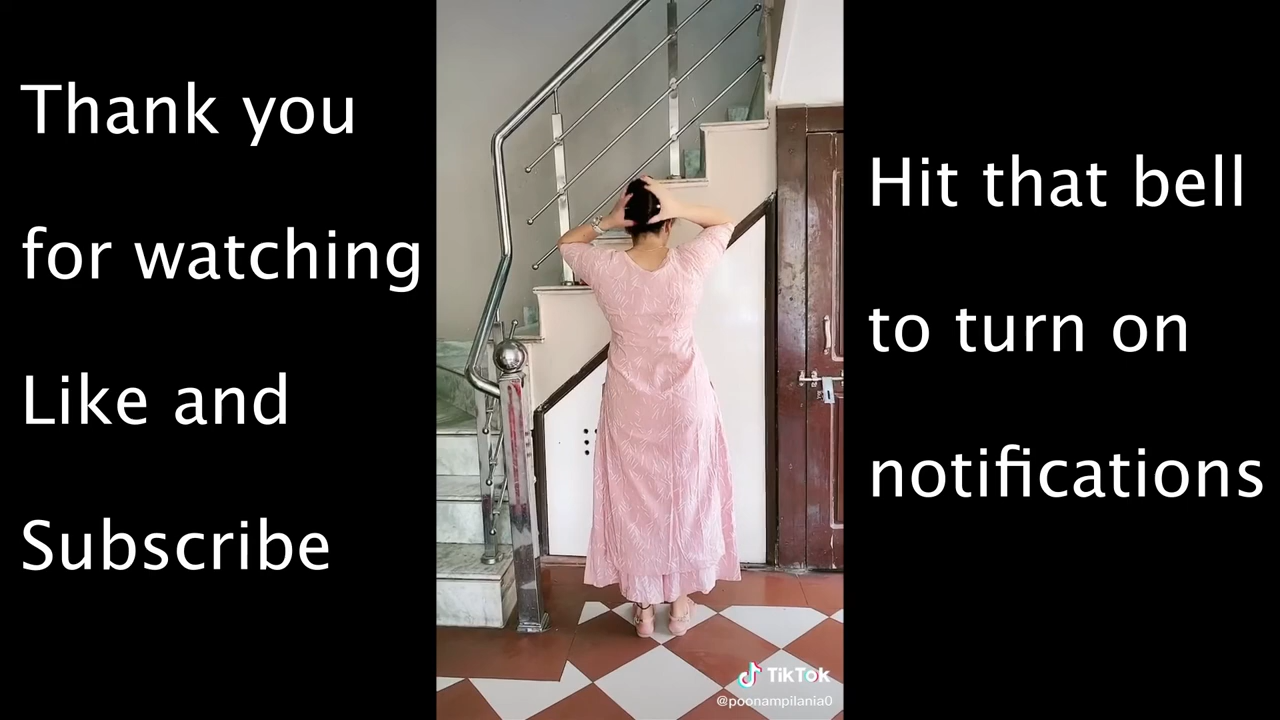 Thank you
for watching
Like and
Subscribe
Hit that bell
to turn on
notifications
TikTok
@poonampilania0